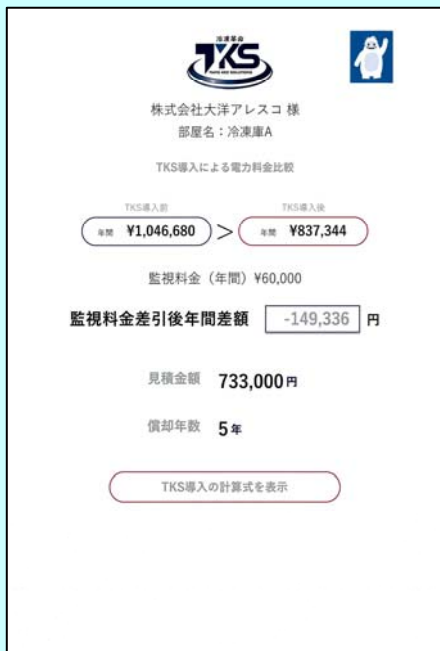 冷凍革命
TKS
TAIYO AND SOLUTIONS
株式会社大洋アレスコ 様
部屋名：冷凍庫A
TKS導入による電力料金比較
TKS導入前
TKS導入後
年間 ¥1,046,680 > 年間 ¥837,344
監視料金（年間）¥60,000
監視料金差引後年間差額 -149,336 円
見積金額 733,000円
償却年数 5年
TKS導入の計算式を表示